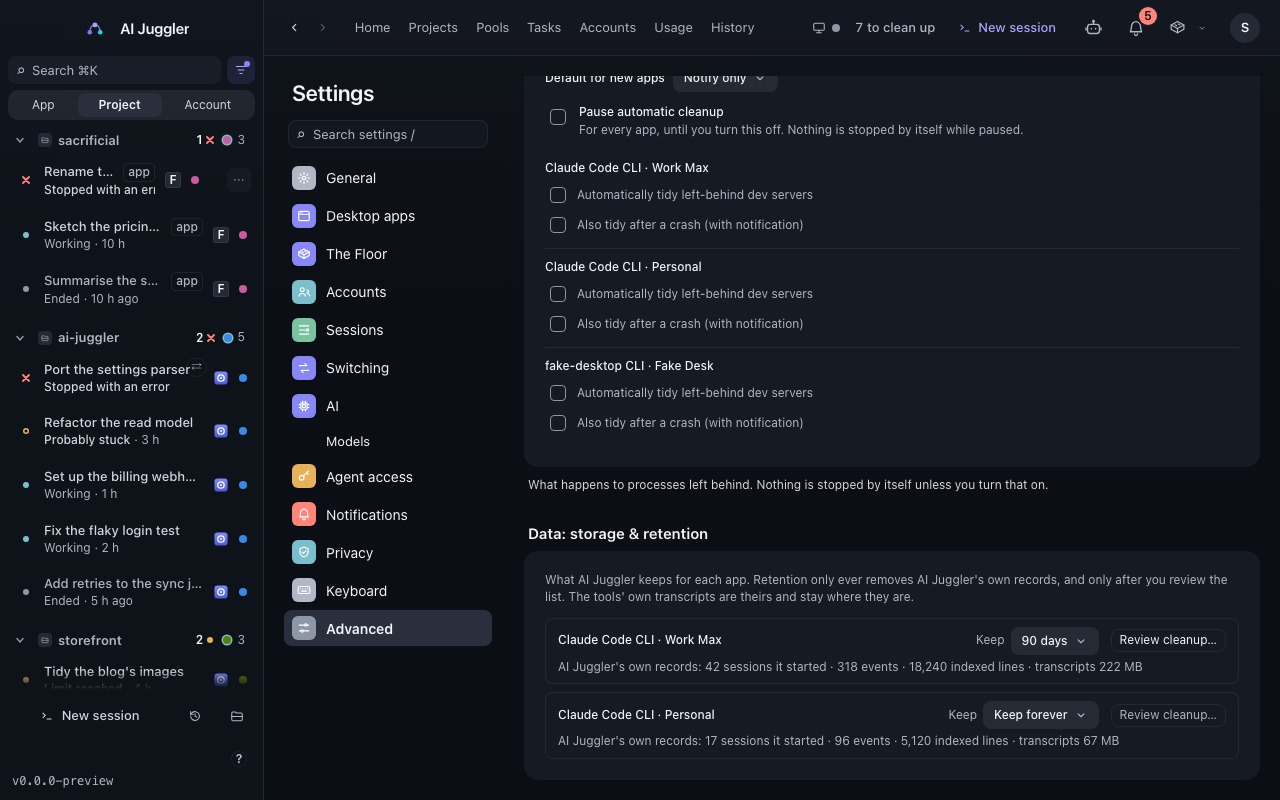 AI Juggler
Search ⌘K
App
Project
Account
sacrificial
1
3
Rename t...
app
F
Stopped with an err
Sketch the pricin...
app
F
Working · 10 h
Summarise the s...
app
F
Ended · 10 h ago
ai-juggler
2
5
Port the settings parser
Stopped with an error
Refactor the read model
Probably stuck · 3 h
Set up the billing webh...
Working · 1 h
Fix the flaky login test
Working · 2 h
Add retries to the sync j...
Ended · 5 h ago
storefront
2
3
Tidy the blog's images
Limit reached · 4 h
New session
?
v0.0.0-preview
Home
Projects
Pools
Tasks
Accounts
Usage
History
7 to clean up
New session
5
S
Settings
Search settings /
General
Desktop apps
The Floor
Accounts
Sessions
Switching
AI
Models
Agent access
Notifications
Privacy
Keyboard
Advanced
Default for new apps
Notify only
Pause automatic cleanup
For every app, until you turn this off. Nothing is stopped by itself while paused.
Claude Code CLI · Work Max
Automatically tidy left-behind dev servers
Also tidy after a crash (with notification)
Claude Code CLI · Personal
Automatically tidy left-behind dev servers
Also tidy after a crash (with notification)
fake-desktop CLI · Fake Desk
Automatically tidy left-behind dev servers
Also tidy after a crash (with notification)
What happens to processes left behind. Nothing is stopped by itself unless you turn that on.
Data: storage & retention
What AI Juggler keeps for each app. Retention only ever removes AI Juggler's own records, and only after you review the
list. The tools' own transcripts are theirs and stay where they are.
Claude Code CLI · Work Max
Keep
90 days
Review cleanup...
AI Juggler's own records: 42 sessions it started · 318 events · 18,240 indexed lines · transcripts 222 MB
Claude Code CLI · Personal
Keep
Keep forever
Review cleanup...
AI Juggler's own records: 17 sessions it started · 96 events · 5,120 indexed lines · transcripts 67 MB